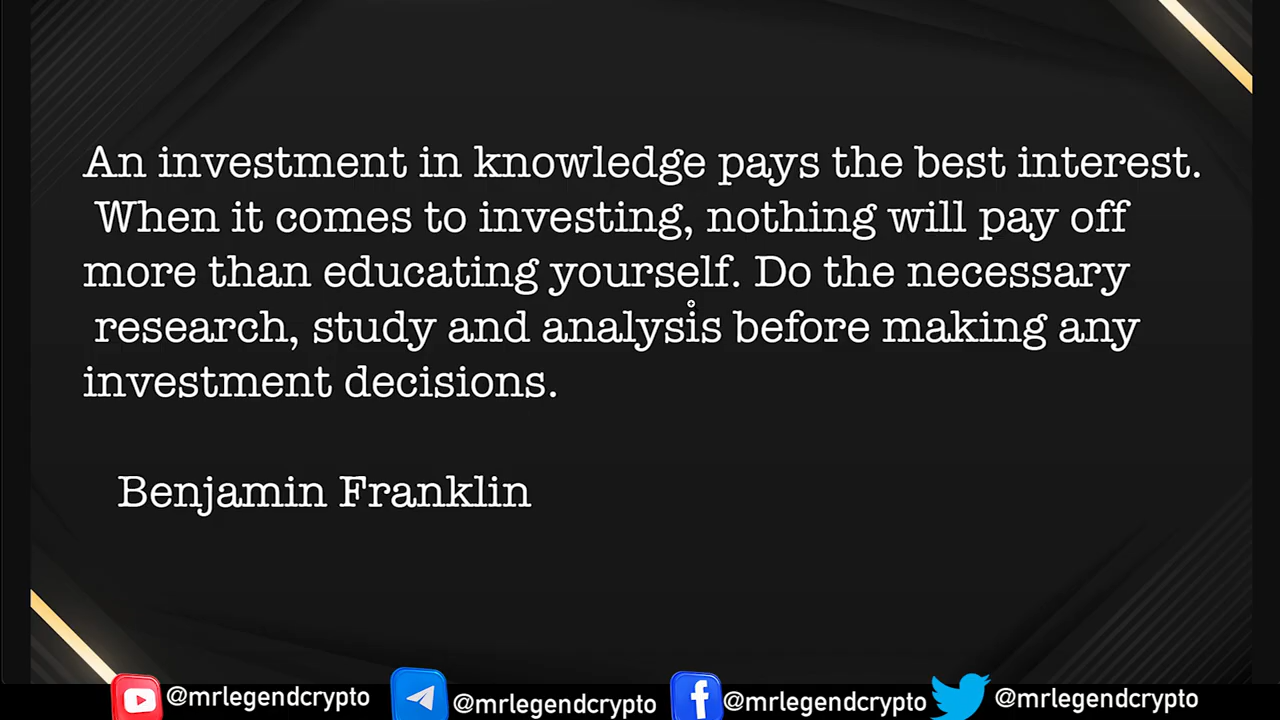 An investment in knowledge pays the best interest.
When it comes to investing, nothing will pay off
more than educating yourself. Do the necessary
research, study and analysis before making any
investment decisions.
Benjamin Franklin
@mrlegendcrypto @mrlegendcrypto @mrlegendcrypto @mrlegendcrypto